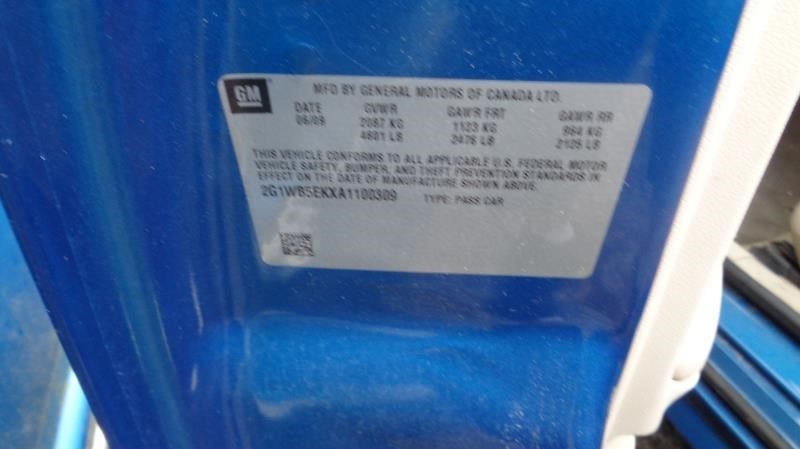 GM
MFD BY GENERAL MOTORS OF CANADA LTD.
DATE GVWR GAWR FRT GAWR RR
06/09 2087 KG 1123 KG 964 KG
4601 LB 2476 LB 2125 LB
THIS VEHICLE CONFORMS TO ALL APPLICABLE U.S. FEDERAL MOTOR
VEHICLE SAFETY, BUMPER, AND THEFT PREVENTION STANDARDS IN
EFFECT ON THE DATE OF MANUFACTURE SHOWN ABOVE.
2G1WB5EKXA1100309 TYPE: PASS CAR